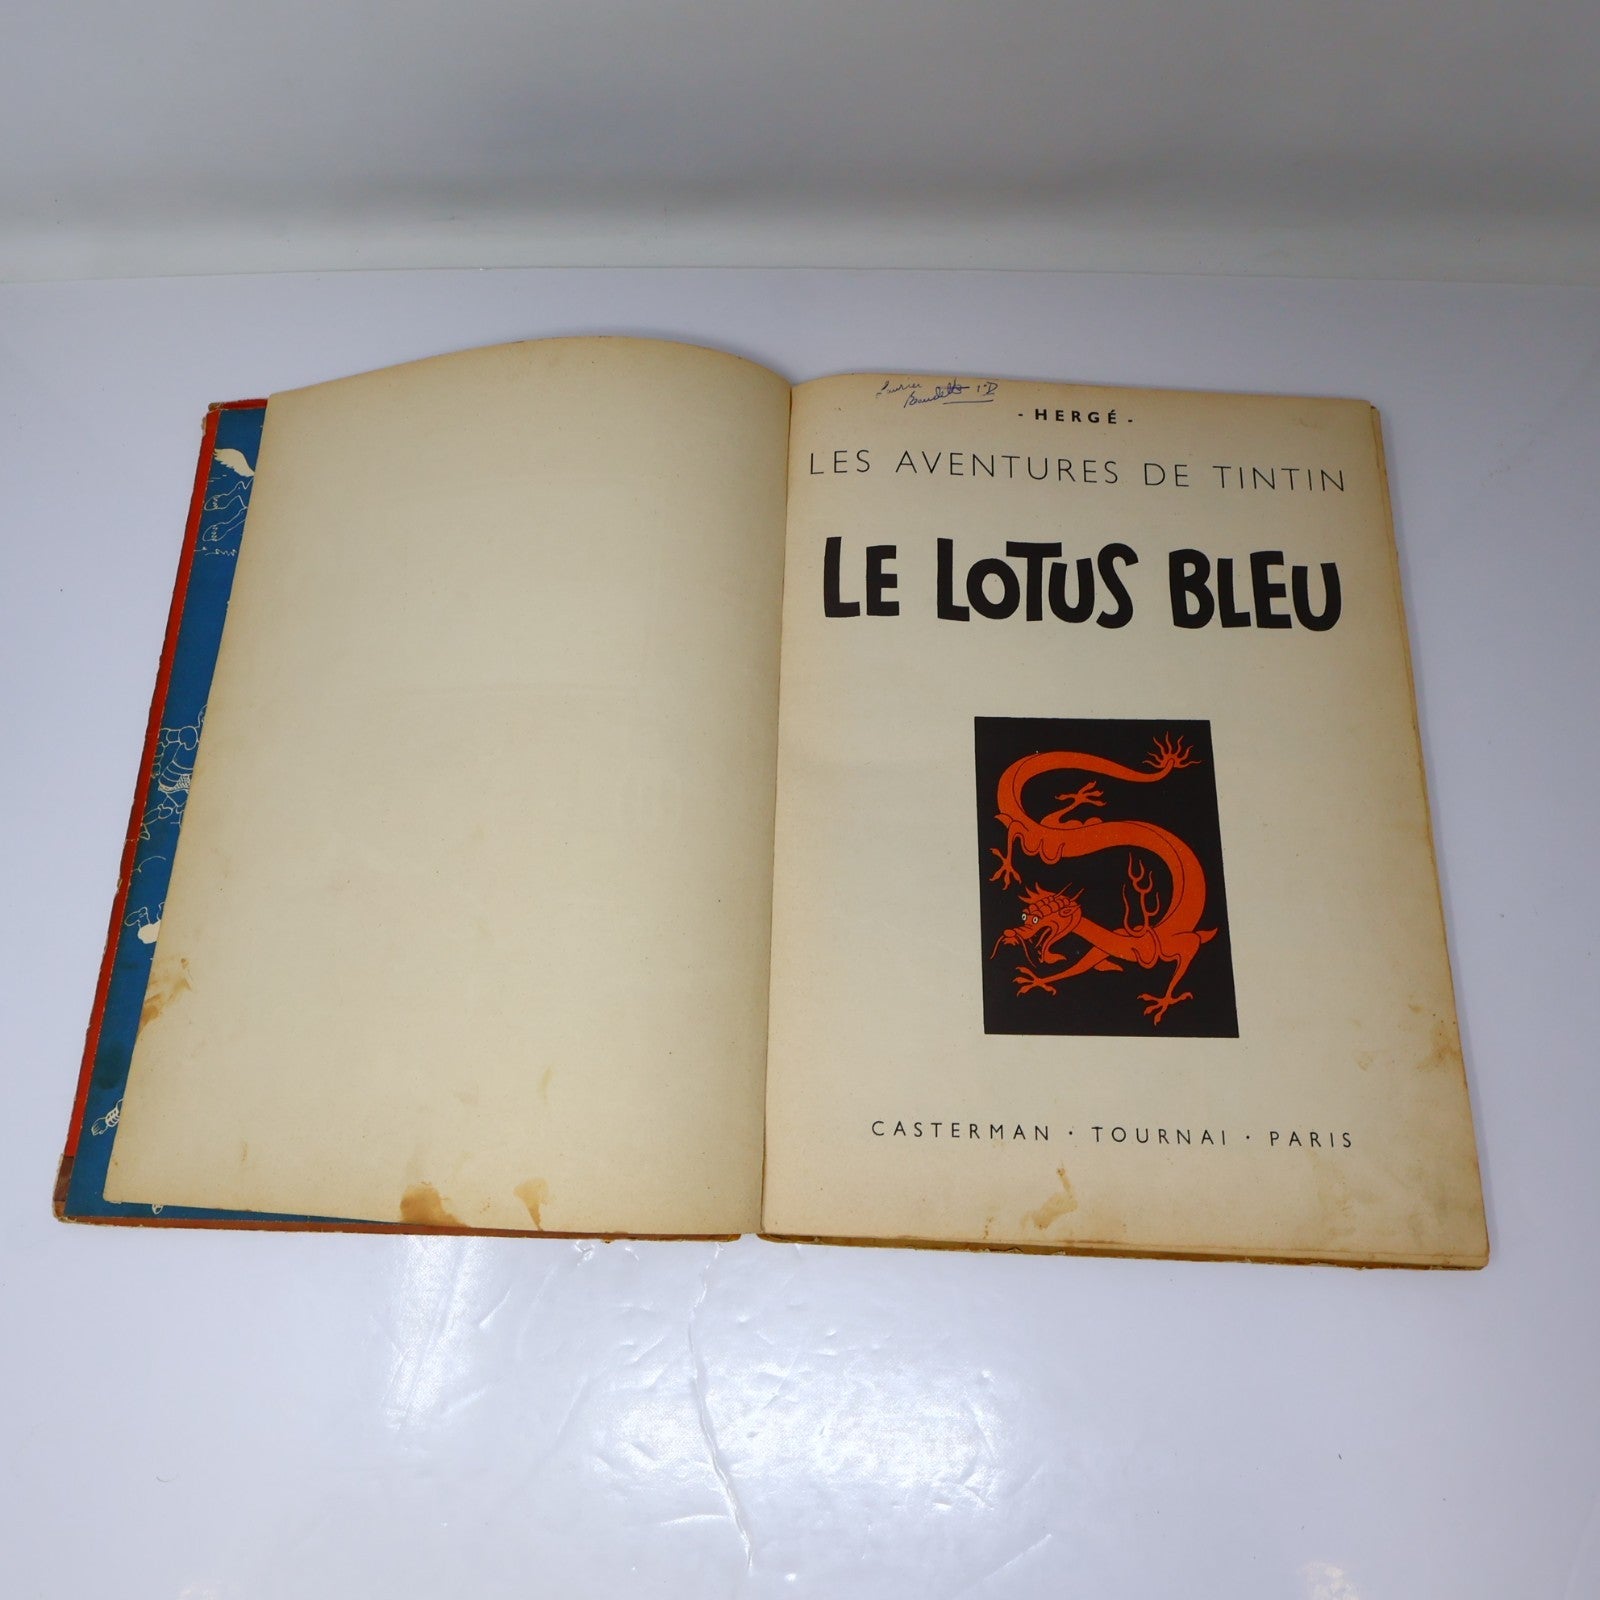 - HERGÉ -
LES AVENTURES DE TINTIN
LE LOTUS BLEU
CASTERMAN · TOURNAI · PARIS